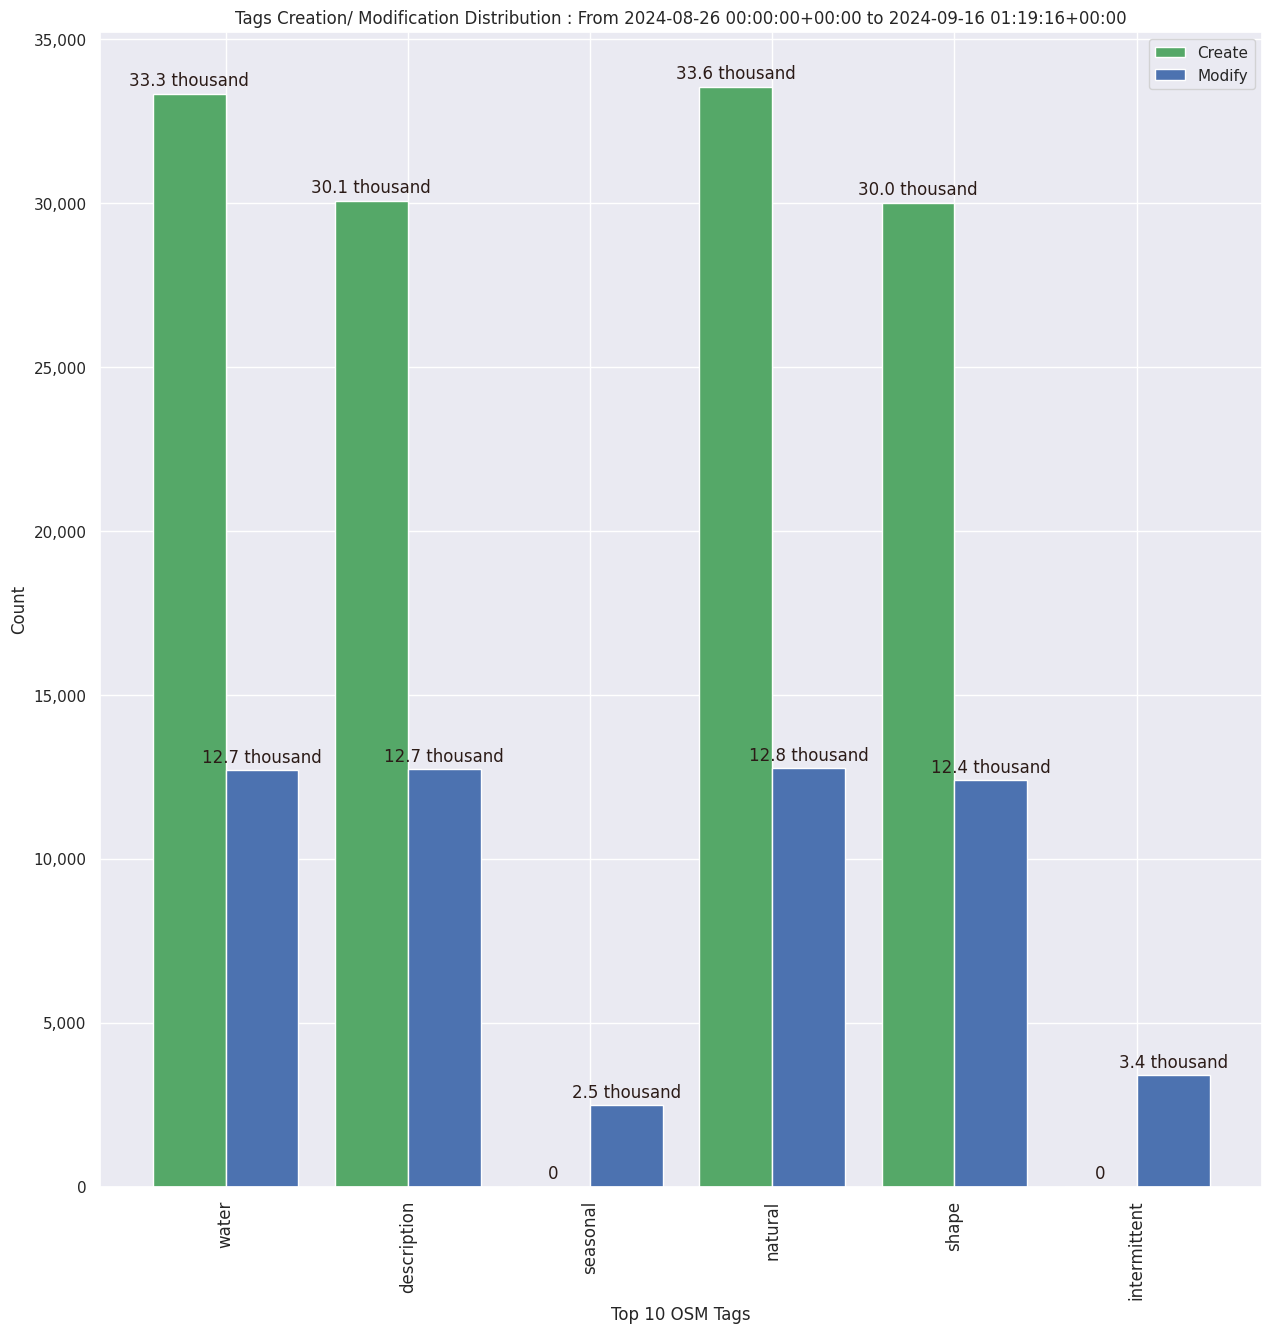 Tags Creation/ Modification Distribution : From 2024-08-26 00:00:00+00:00 to 2024-09-16 01:19:16+00:00
35,000
30,000
25,000
20,000
15,000
10,000
5,000
0
Count
Create
Modify
33.3 thousand
30.1 thousand
0
33.6 thousand
30.0 thousand
0
12.7 thousand
12.7 thousand
2.5 thousand
12.8 thousand
12.4 thousand
3.4 thousand
water
description
seasonal
natural
shape
intermittent
Top 10 OSM Tags